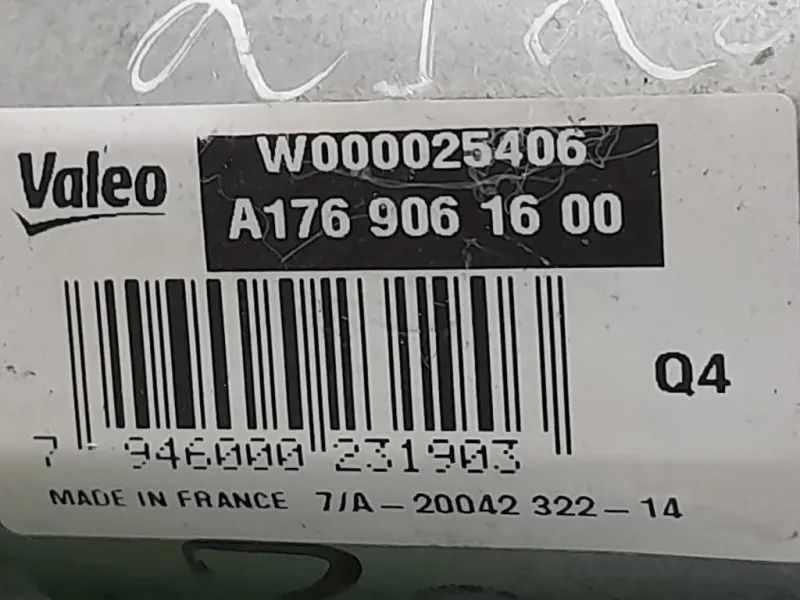 Valeo
W000025406
A176 906 16 00
Q4
7 946000 231903
MADE IN FRANCE 7/A-20042 322-14